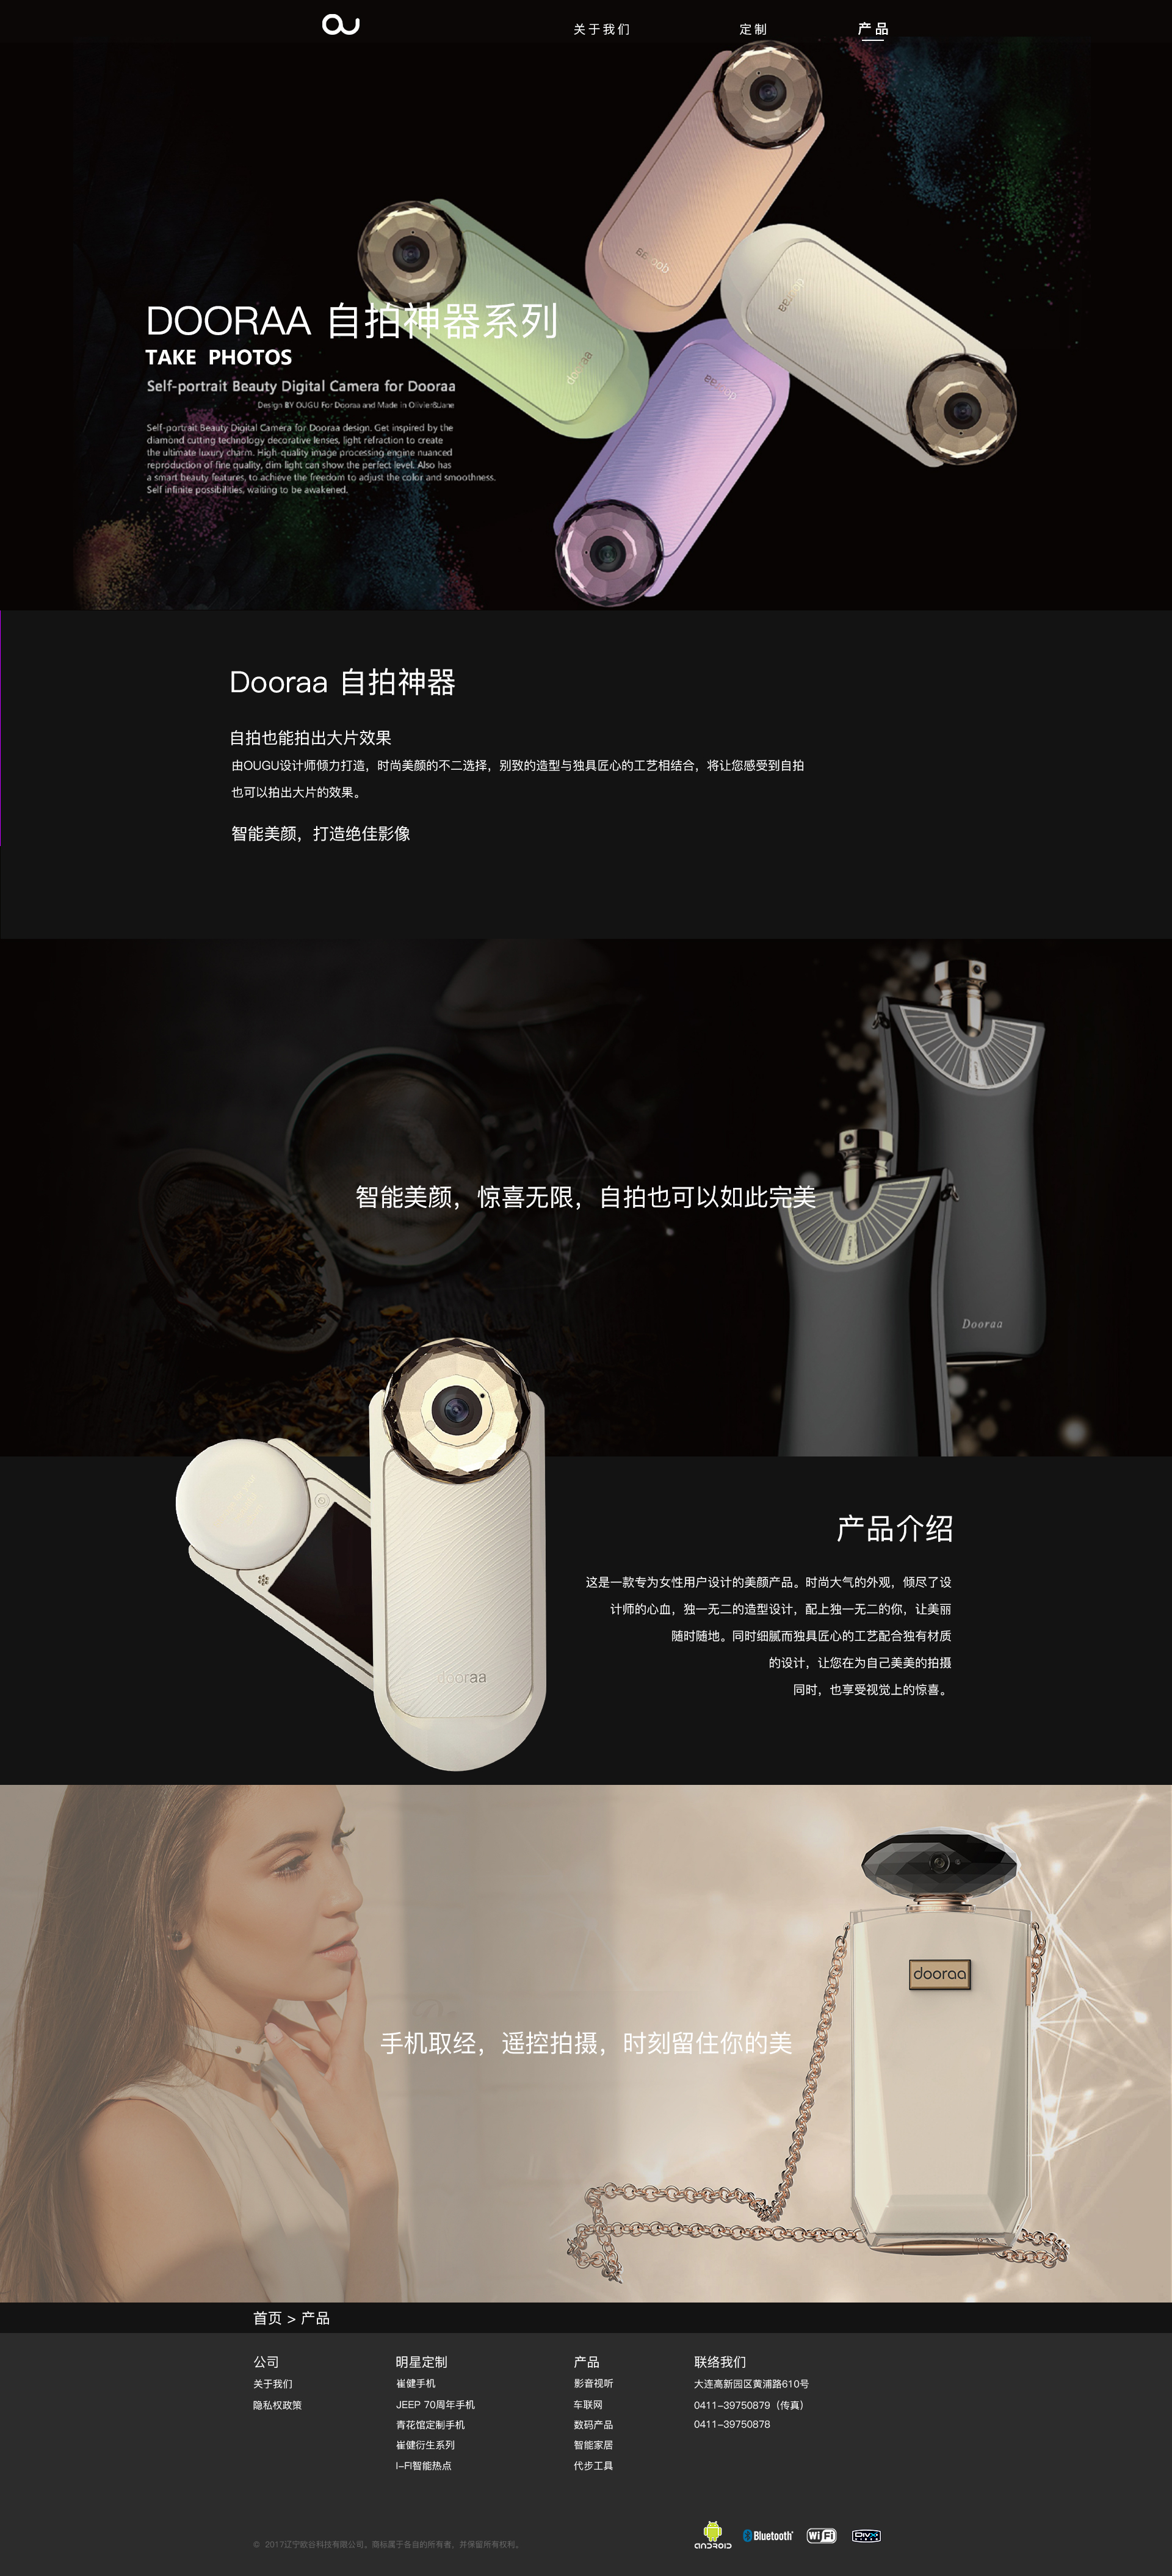 OU
关于我们
定制
产品
dooraa
dooraa
dooraa
DOORAA 自拍神器系列
TAKE PHOTOS
Self-portrait Beauty Digital Camera for Dooraa
Design BY OUGU For Dooraa and Made in Olivier&Jane
Self-portrait Beauty Digital Camera for Dooraa design. Get inspired by the
diamond cutting technology decorative lenses, light refraction to create
the ultimate luxury charm. High-quality image processing engine nuanced
reproduction of fine quality, dim light can show the perfect level. Also has
a smart beauty features, to achieve the freedom to adjust the color and smoothness.
Self infinite possibilities, waiting to be awakened.
Dooraa 自拍神器
自拍也能拍出大片效果
由OUGU设计师倾力打造，时尚美颜的不二选择，别致的造型与独具匠心的工艺相结合，将让您感受到自拍
也可以拍出大片的效果。
智能美颜，打造绝佳影像
智能美颜，惊喜无限，自拍也可以如此完美
Dooraa
dooraa
产品介绍
这是一款专为女性用户设计的美颜产品。时尚大气的外观，倾尽了设
计师的心血，独一无二的造型设计，配上独一无二的你，让美丽
随时随地。同时细腻而独具匠心的工艺配合独有材质
的设计，让您在为自己美美的拍摄
同时，也享受视觉上的惊喜。
dooraa
手机取经，遥控拍摄，时刻留住你的美
首页 > 产品
公司
关于我们
隐私权政策
明星定制
崔健手机
JEEP 70周年手机
青花馆定制手机
崔健衍生系列
I-FI智能热点
产品
影音视听
车联网
数码产品
智能家居
代步工具
联络我们
大连高新园区黄浦路610号
0411-39750879（传真）
0411-39750878
© 2017辽宁欧谷科技有限公司。商标属于各自的所有者，并保留所有权利。
ANDROID
Bluetooth
WiFi
DivX